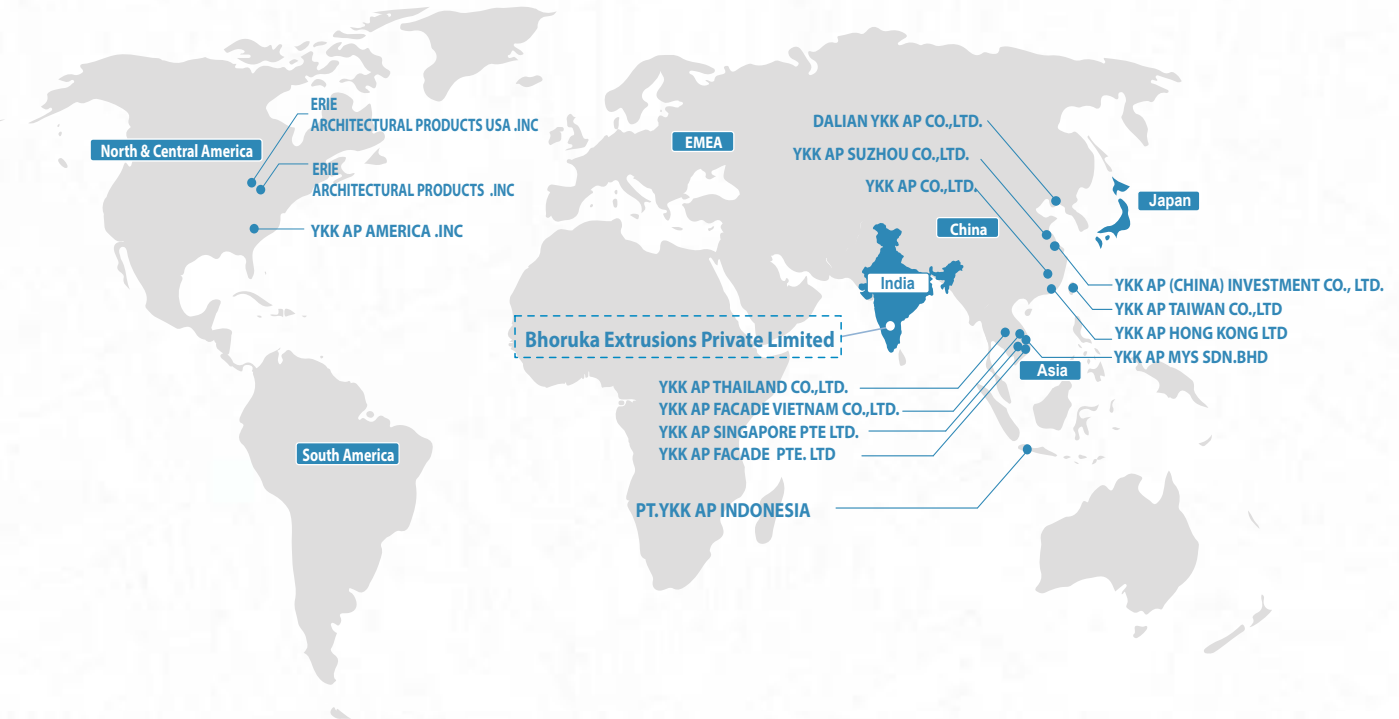 ERIE
ARCHITECTURAL PRODUCTS USA .INC
North & Central America
ERIE
ARCHITECTURAL PRODUCTS .INC
YKK AP AMERICA .INC
EMEA
DALIAN YKK AP CO.,LTD.
YKK AP SUZHOU CO.,LTD.
YKK AP CO.,LTD.
Japan
China
India
YKK AP (CHINA) INVESTMENT CO., LTD.
YKK AP TAIWAN CO.,LTD
YKK AP HONG KONG LTD
YKK AP MYS SDN.BHD
Bhoruka Extrusions Private Limited
Asia
YKK AP THAILAND CO.,LTD.
YKK AP FACADE VIETNAM CO.,LTD.
YKK AP SINGAPORE PTE LTD.
YKK AP FACADE PTE. LTD
South America
PT.YKK AP INDONESIA